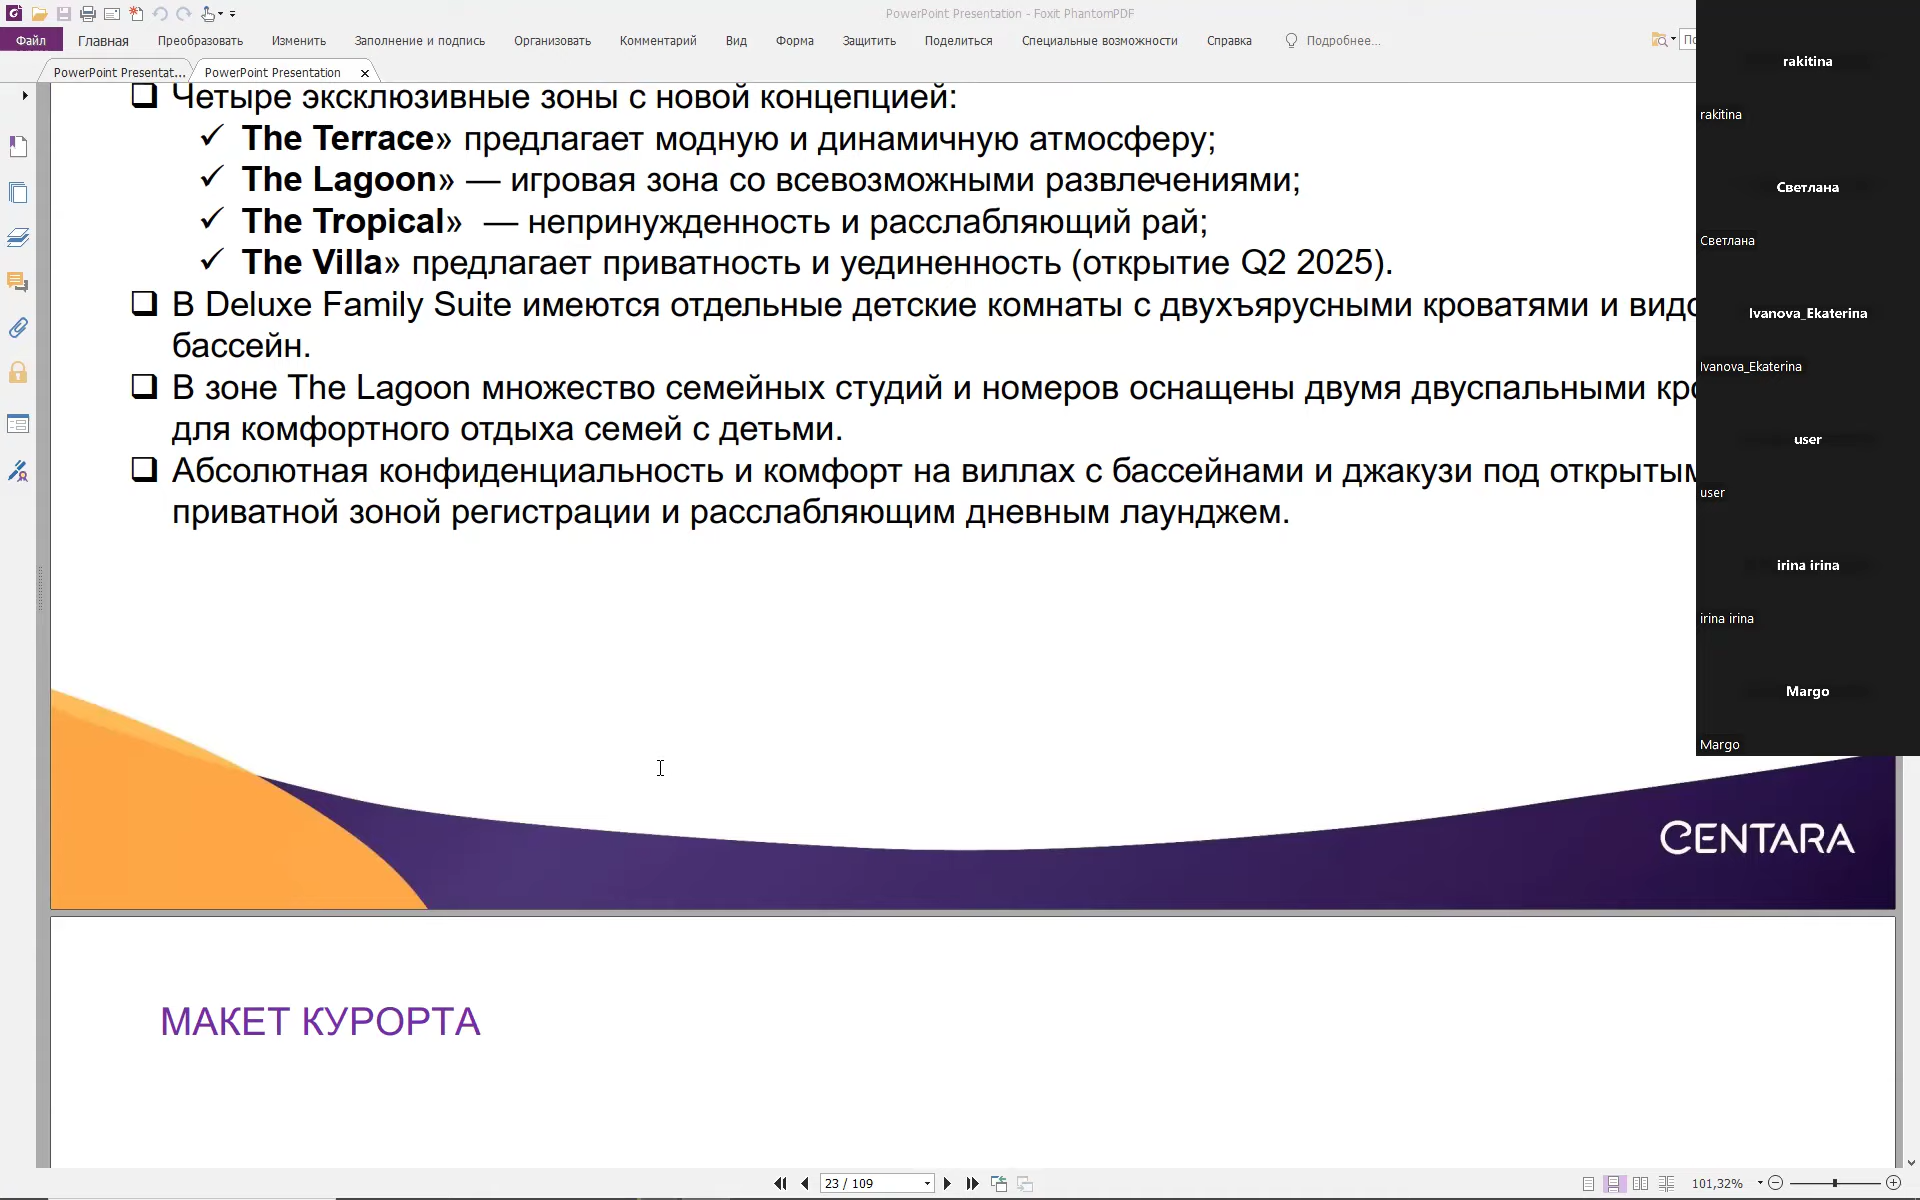 PowerPoint Presentation - Foxit PhantomPDF
Файл Главная Преобразовать Изменить Заполнение и подпись Организовать Комментарий Вид Форма Защитить Поделиться Специальные возможности Справка Подробнее...
PowerPoint Presentat... PowerPoint Presentation
Четыре эксклюзивные зоны с новой концепцией:
The Terrace» предлагает модную и динамичную атмосферу;
The Lagoon» — игровая зона со всевозможными развлечениями;
The Tropical» — непринужденность и расслабляющий рай;
The Villa» предлагает приватность и уединенность (открытие Q2 2025).
В Deluxe Family Suite имеются отдельные детские комнаты с двухъярусными кроватями и
бассейн.
В зоне The Lagoon множество семейных студий и номеров оснащены двумя двуспальными
для комфортного отдыха семей с детьми.
Абсолютная конфиденциальность и комфорт на виллах с бассейнами и джакузи под
приватной зоной регистрации и расслабляющим дневным лаунджем.
CENTARA
МАКЕТ КУРОРТА
23 / 109
101,32%
rakitina
rakitina
Светлана
Светлана
Ivanova_Ekaterina
Ivanova_Ekaterina
user
user
irina irina
irina irina
Margo
Margo